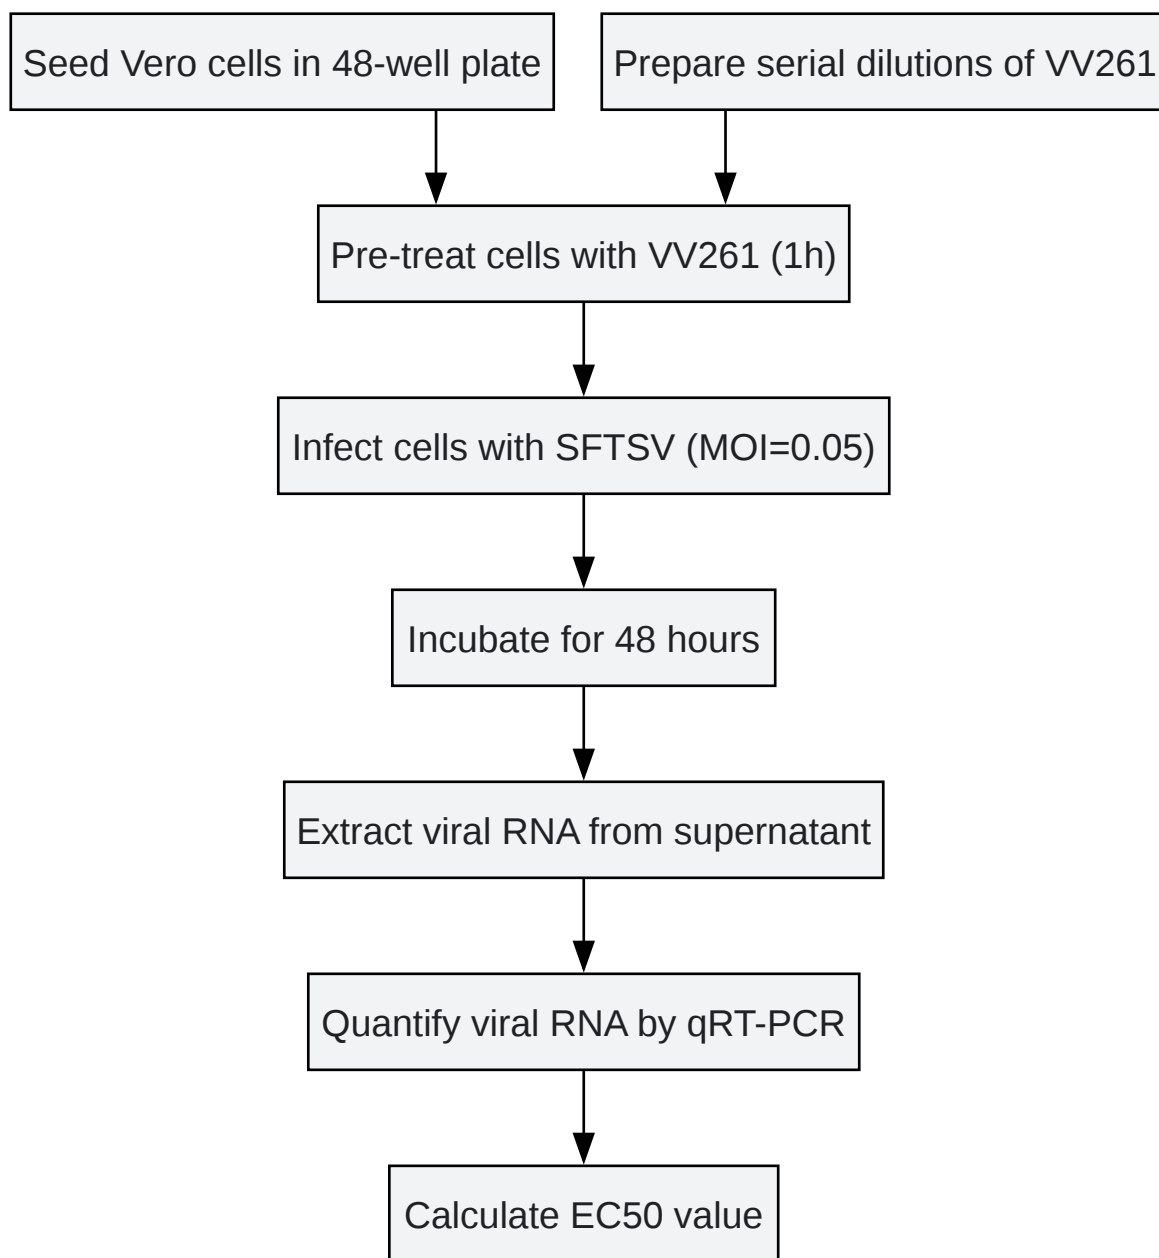 Seed Vero cells in 48-well plate
Prepare serial dilutions of VV261
Pre-treat cells with VV261 (1h)
Infect cells with SFTSV (MOI=0.05)
Incubate for 48 hours
Extract viral RNA from supernatant
Quantify viral RNA by qRT-PCR
Calculate EC50 value